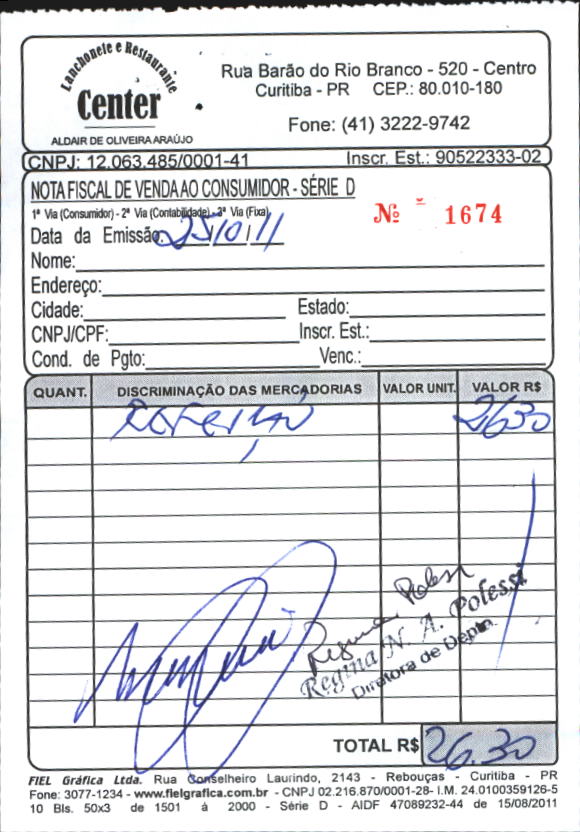 Lanchonete e Restaurante
Center
ALDAIR DE OLIVEIRA ARAÚJO
Rua Barão do Rio Branco - 520 - Centro
Curitiba - PR CEP.: 80.010-180
Fone: (41) 3222-9742
CNPJ: 12.063.485/0001-41 Inscr. Est.: 90522333-02
NOTA FISCAL DE VENDA AO CONSUMIDOR - SÉRIE D
1ª Via (Consumidor) - 2ª Via (Contabilidade) - 3ª Via (Fixa)
Nº 1674
Data da Emissão: 25/10/11
Nome:
Endereço:
Cidade: Estado:
CNPJ/CPF: Inscr. Est.:
Cond. de Pgto: Venc.:
QUANT. DISCRIMINAÇÃO DAS MERCADORIAS VALOR UNIT. VALOR R$
26,30
Regina Polessi
Regina N. A. Polessi
Diretora de Depto.
TOTAL R$ 26.30
FIEL Gráfica Ltda. Rua Conselheiro Laurindo, 2143 - Rebouças - Curitiba - PR
Fone: 3077-1234 - www.fielgrafica.com.br - CNPJ 02.216.870/0001-28 - I.M. 24.0100359126-5
10 Bls. 50x3 de 1501 à 2000 - Série D - AIDF 47089232-44 de 15/08/2011